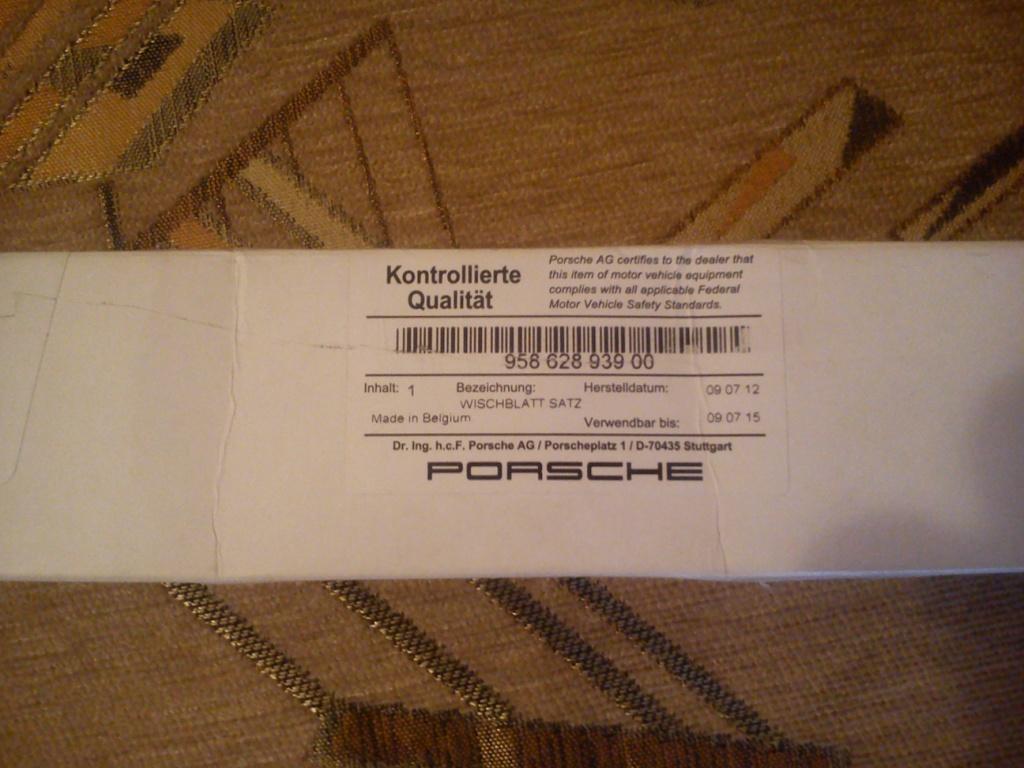 Kontrollierte
Qualität
Porsche AG certifies to the dealer that
this item of motor vehicle equipment
complies with all applicable Federal
Motor Vehicle Safety Standards.
958 628 939 00
Inhalt: 1 Bezeichnung: Herstelldatum: 09 07 12
WISCHBLATT SATZ
Made in Belgium Verwendbar bis: 09 07 15
Dr. Ing. h.c.F. Porsche AG / Porscheplatz 1 / D-70435 Stuttgart
PORSCHE